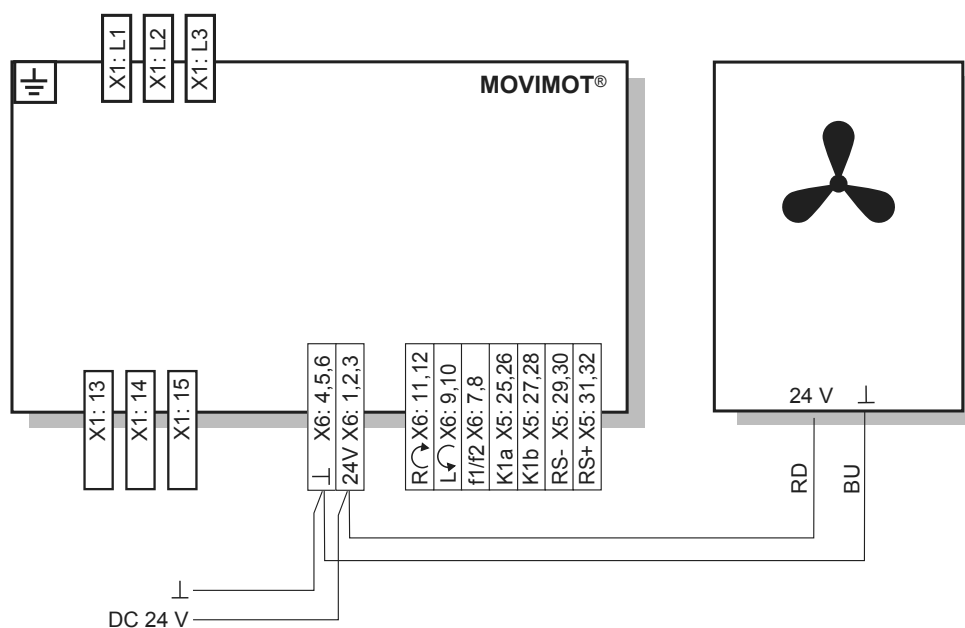 X1: L1
X1: L2
X1: L3
MOVIMOT®
X1: 13
X1: 14
X1: 15
⊥ X6: 4,5,6
24V X6: 1,2,3
R X6: 11,12
L X6: 9,10
f1/f2 X6: 7,8
K1a X5: 25,26
K1b X5: 27,28
RS- X5: 29,30
RS+ X5: 31,32
24 V ⊥
RD
BU
⊥
DC 24 V